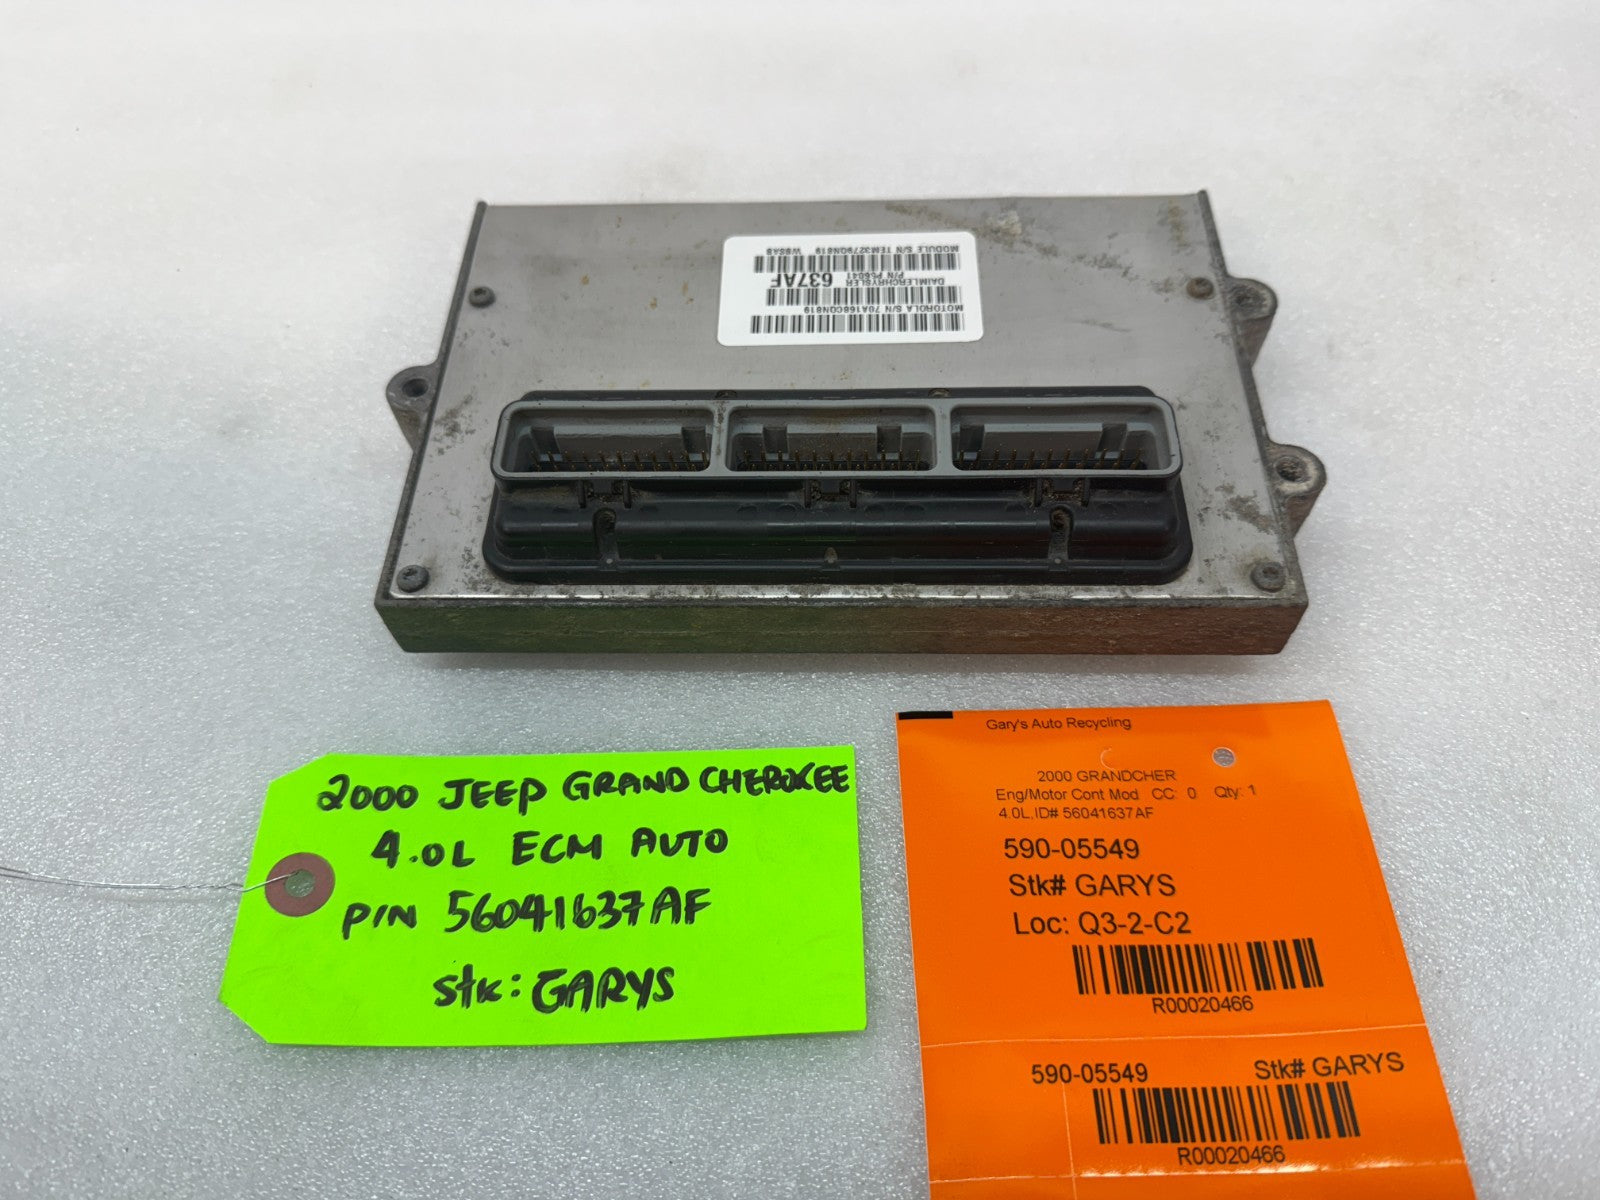 MOTOROLA S/N 70A168CON819
DAIMLERCHRYSLER
P/N P56041 637AF
MODULE S/N TEM3279QN819 W8SA8
2000 JEEP GRAND CHEROKEE
4.0L ECM AUTO
P/N 56041637AF
Stk: GARYS
Gary's Auto Recycling
2000 GRANDCHER
Eng/Motor Cont Mod CC: 0 Qty: 1
4.0L,ID# 56041637AF
590-05549
Stk# GARYS
Loc: Q3-2-C2
R00020466
590-05549 Stk# GARYS
R00020466